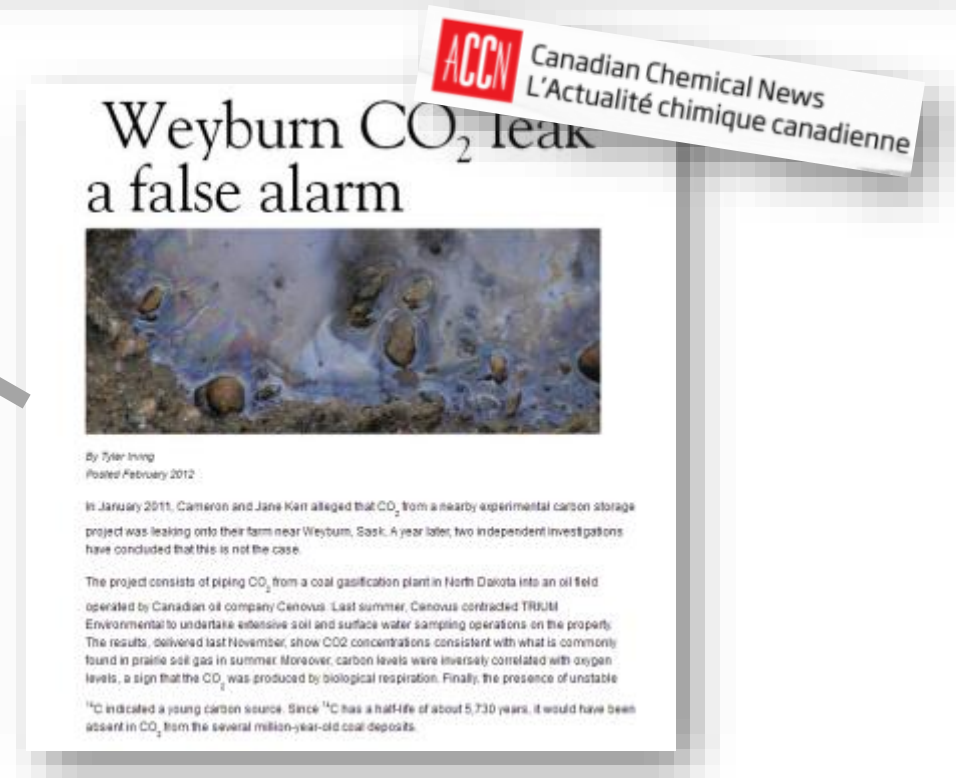 ACCN
Canadian Chemical News
L'Actualité chimique canadienne
Weyburn CO₂ leak
a false alarm
By Tyler Irving
Posted February 2012
In January 2011, Cameron and Jane Kerr alleged that CO₂ from a nearby experimental carbon storage
project was leaking onto their farm near Weyburn, Sask. A year later, two independent investigations
have concluded that this is not the case.
The project consists of piping CO₂ from a coal gasification plant in North Dakota into an oil field
operated by Canadian oil company Cenovus. Last summer, Cenovus contracted TRIUM
Environmental to undertake extensive soil and surface water sampling operations on the property.
The results, delivered last November, show CO2 concentrations consistent with what is commonly
found in prairie soil gas in summer. Moreover, carbon levels were inversely correlated with oxygen
levels, a sign that the CO₂ was produced by biological respiration. Finally, the presence of unstable
¹⁴C indicated a young carbon source. Since ¹⁴C has a half-life of about 5,730 years, it would have been
absent in CO₂ from the several million-year-old coal deposits.